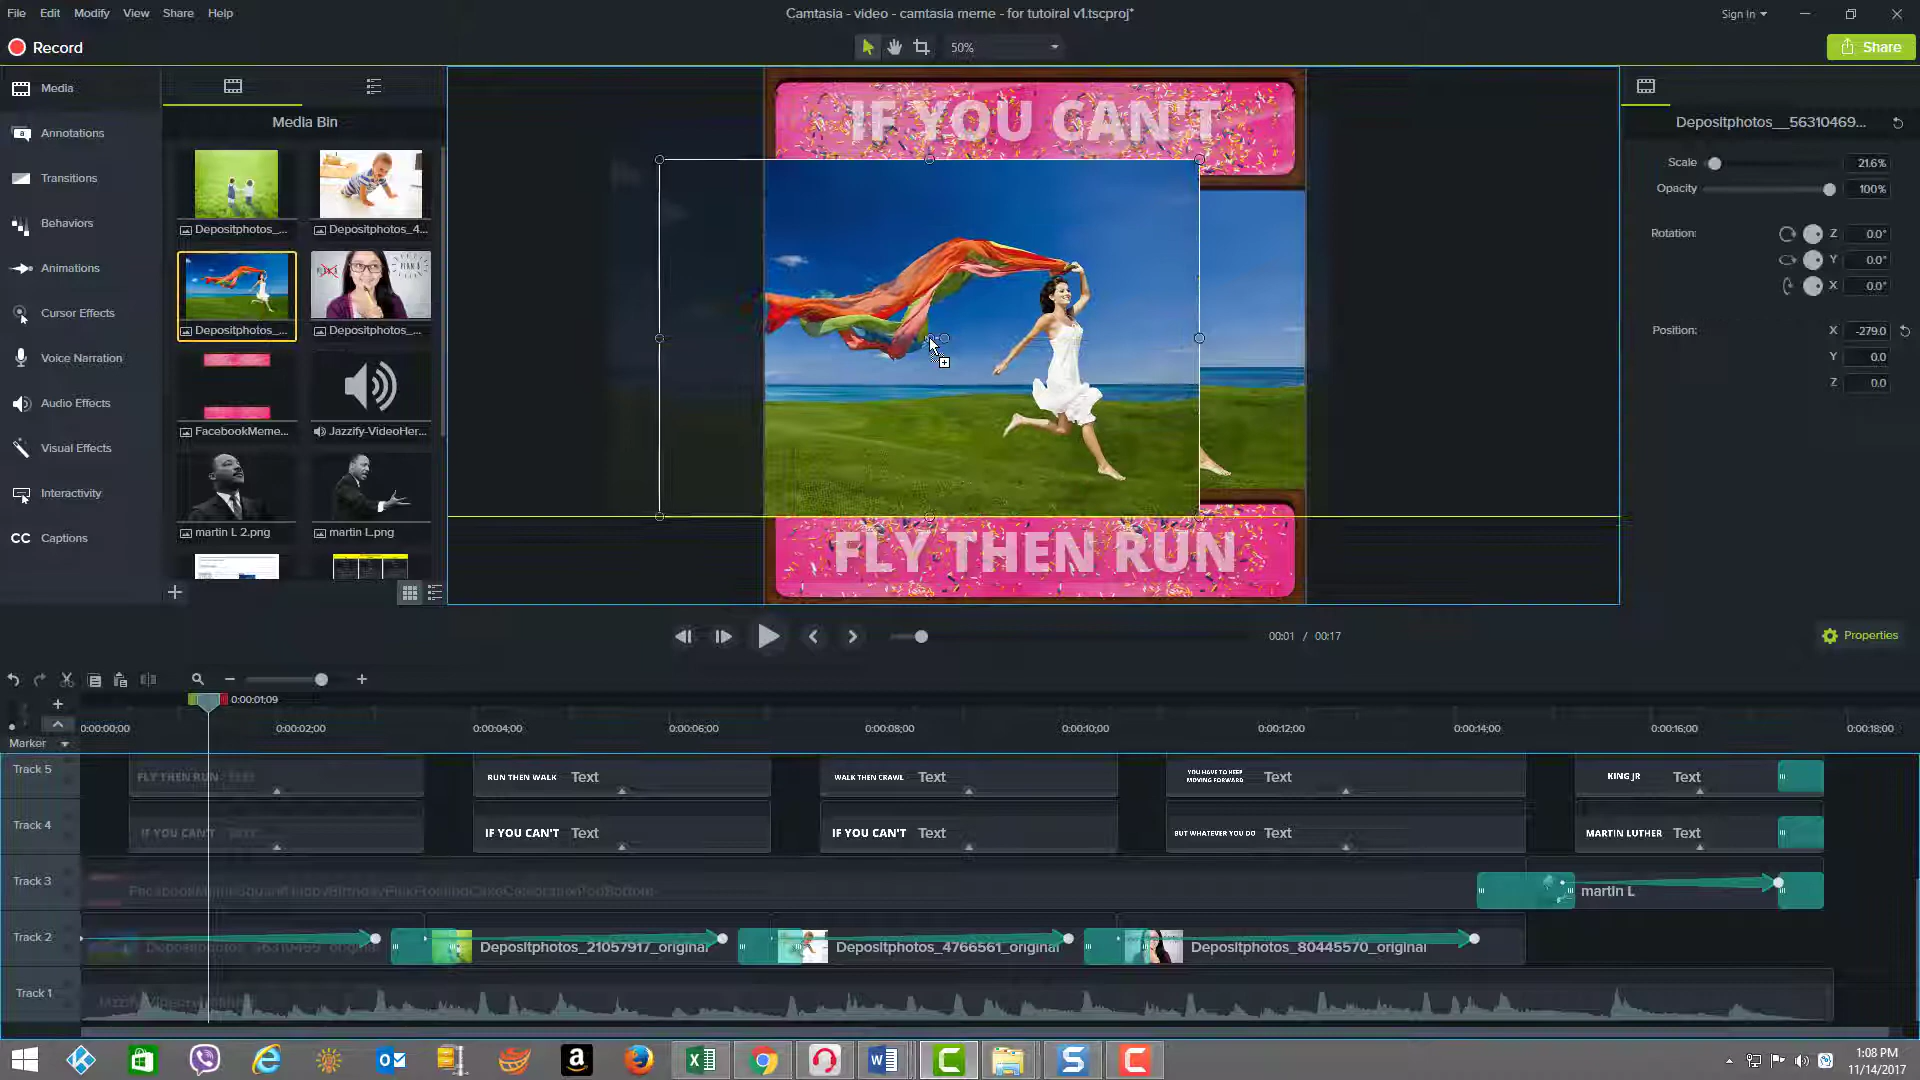 File Edit Modify View Share Help
Camtasia - video - camtasia meme - for tutoiral v1.tscproj*
Sign In
Record
50%
Share
Media
Annotations
Transitions
Behaviors
Animations
Cursor Effects
Voice Narration
Audio Effects
Visual Effects
Interactivity
CC Captions
Media Bin
Depositphotos_...
Depositphotos_4...
Depositphotos_...
Depositphotos_...
FacebookMeme...
Jazzify-VideoHer...
martin L 2.png
martin L.png
IF YOU CAN'T
FLY THEN RUN
Depositphotos__56310469...
Scale 21.6%
Opacity 100%
Rotation: Z 0.0°
Y 0.0°
X 0.0°
Position: X -279.0
Y 0.0
Z 0.0
00:01 / 00:17
Properties
0:00:01;09
0:00:00;00 0:00:02;00 0:00:04;00 0:00:06;00 0:00:08;00 0:00:10;00 0:00:12;00 0:00:14;00 0:00:16;00 0:00:18;00
Marker
Track 5
FLY THEN RUN
RUN THEN WALK Text
WALK THEN CRAWL Text
YOU HAVE TO KEEP
MOVING FORWARD Text
KING JR Text
Track 4
IF YOU CAN'T
IF YOU CAN'T Text
IF YOU CAN'T Text
BUT WHATEVER YOU DO Text
MARTIN LUTHER Text
Track 3
martin L
Track 2
Depositphotos_21057917_original
Depositphotos_4766561_original
Depositphotos_80445570_original
Track 1
1:08 PM
11/14/2017